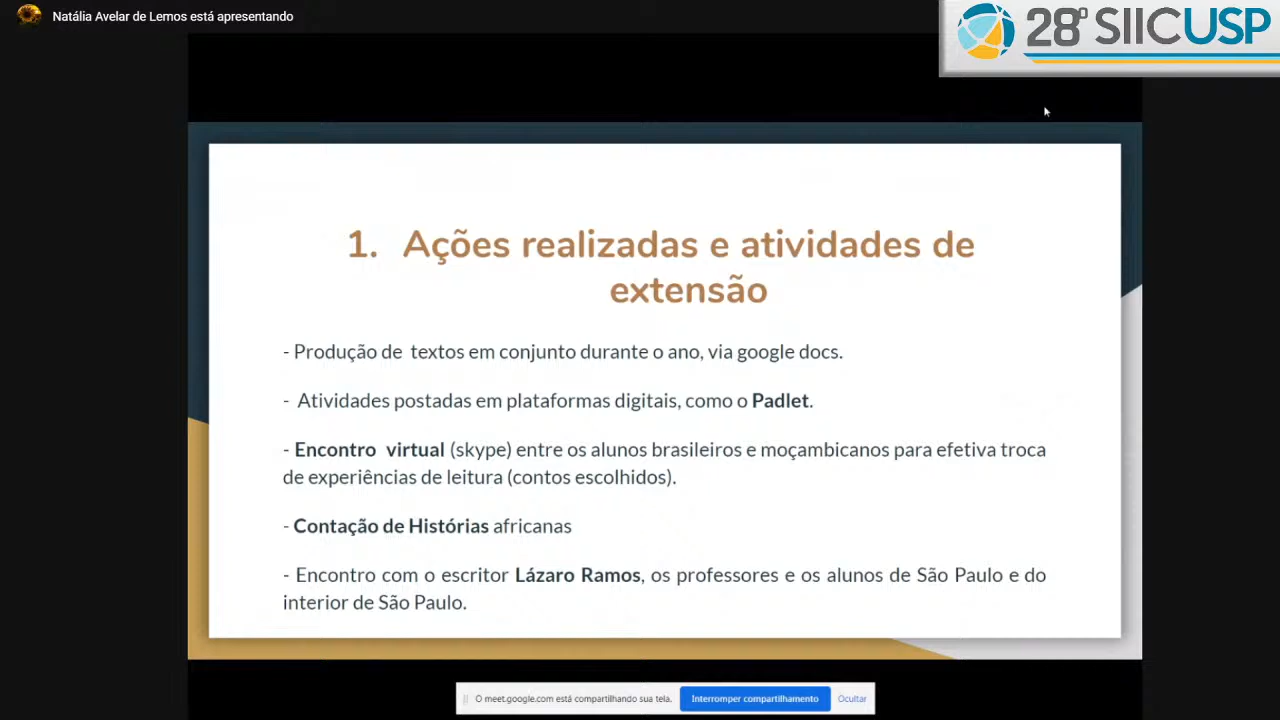 Natália Avelar de Lemos está apresentando
28º SIICUSP
1. Ações realizadas e atividades de
extensão
- Produção de textos em conjunto durante o ano, via google docs.
- Atividades postadas em plataformas digitais, como o Padlet.
- Encontro virtual (skype) entre os alunos brasileiros e moçambicanos para efetiva troca
de experiências de leitura (contos escolhidos).
- Contação de Histórias africanas
- Encontro com o escritor Lázaro Ramos, os professores e os alunos de São Paulo e do
interior de São Paulo.
O meet.google.com está compartilhando sua tela. Interromper compartilhamento Ocultar